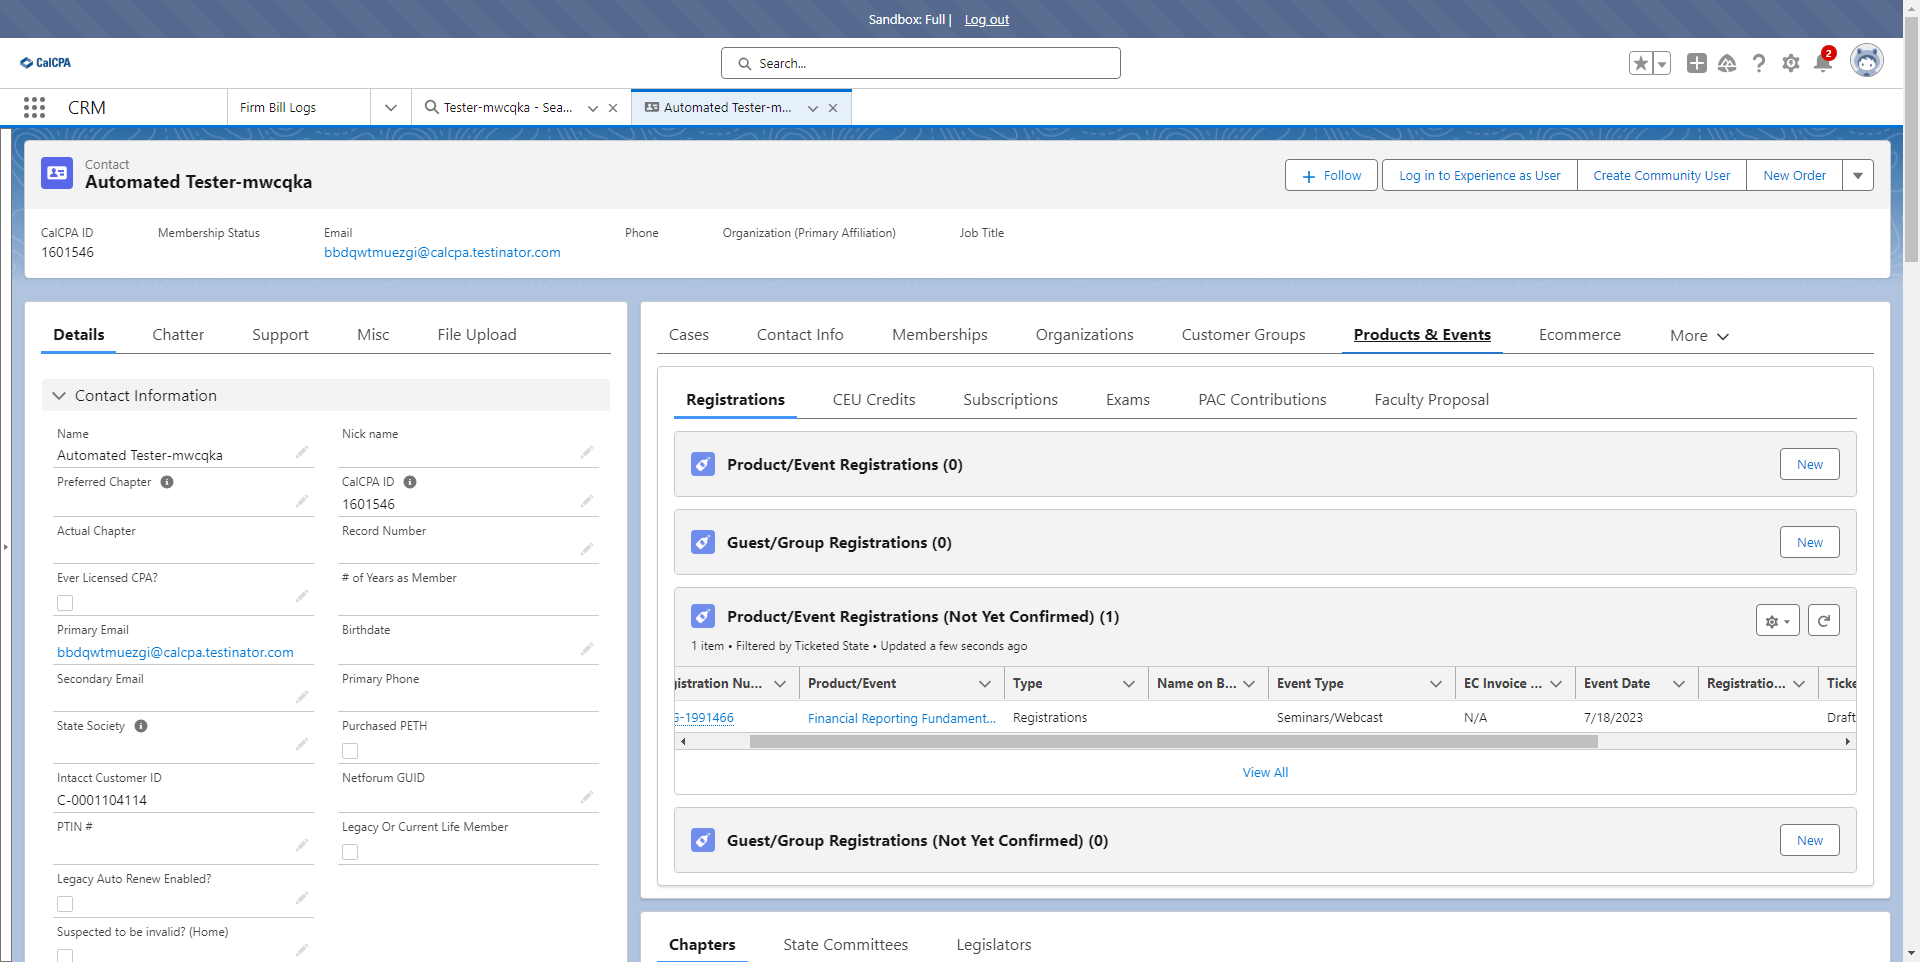 Sandbox: Full | Log out
CalCPA
Search...
2
CRM
Firm Bill Logs
Tester-mwcqka - Sea...
Automated Tester-m...
Contact
Automated Tester-mwcqka
Follow
Log in to Experience as User
Create Community User
New Order
CalCPA ID
1601546
Membership Status
Email
bbdqwtmuezgi@calcpa.testinator.com
Phone
Organization (Primary Affiliation)
Job Title
Details
Chatter
Support
Misc
File Upload
Contact Information
Name
Automated Tester-mwcqka
Nick name
Preferred Chapter
CalCPA ID
1601546
Actual Chapter
Record Number
Ever Licensed CPA?
# of Years as Member
Primary Email
bbdqwtmuezgi@calcpa.testinator.com
Birthdate
Secondary Email
Primary Phone
State Society
Purchased PETH
Intacct Customer ID
C-0001104114
Netforum GUID
PTIN #
Legacy Or Current Life Member
Legacy Auto Renew Enabled?
Suspected to be invalid? (Home)
Cases
Contact Info
Memberships
Organizations
Customer Groups
Products & Events
Ecommerce
More
Registrations
CEU Credits
Subscriptions
Exams
PAC Contributions
Faculty Proposal
Product/Event Registrations (0)
New
Guest/Group Registrations (0)
New
Product/Event Registrations (Not Yet Confirmed) (1)
1 item • Filtered by Ticketed State • Updated a few seconds ago
gistration Nu...
Product/Event
Type
Name on B...
Event Type
EC Invoice ...
Event Date
Registratio...
Ticke
G-1991466
Financial Reporting Fundament...
Registrations
Seminars/Webcast
N/A
7/18/2023
Draft
View All
Guest/Group Registrations (Not Yet Confirmed) (0)
New
Chapters
State Committees
Legislators